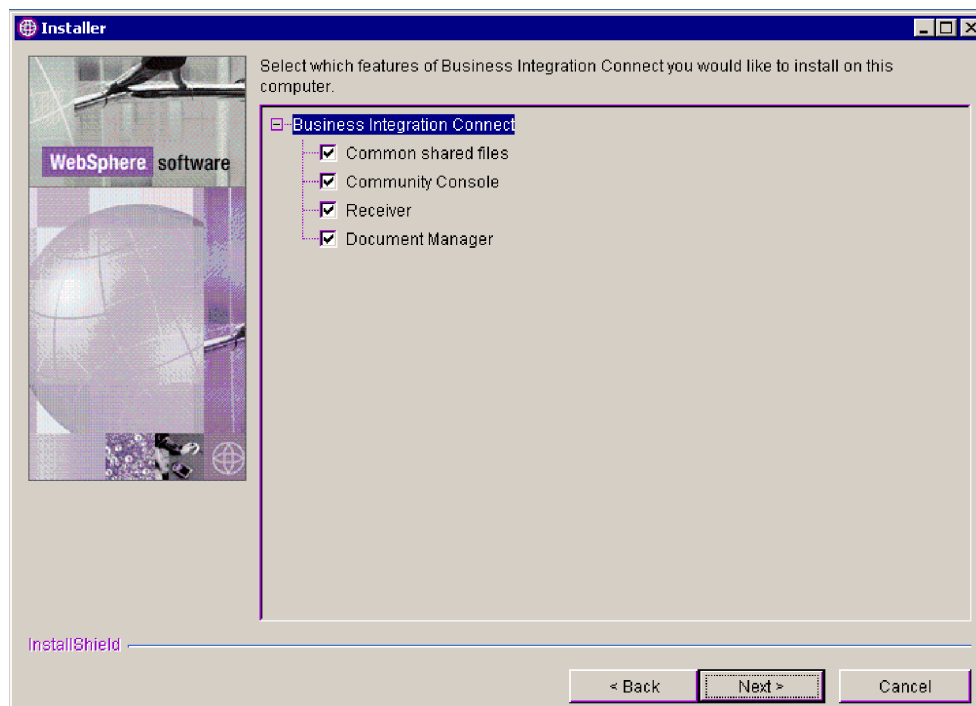 Installer
Select which features of Business Integration Connect you would like to install on this
computer.
WebSphere software
Business Integration Connect
Common shared files
Community Console
Receiver
Document Manager
InstallShield
< Back
Next >
Cancel